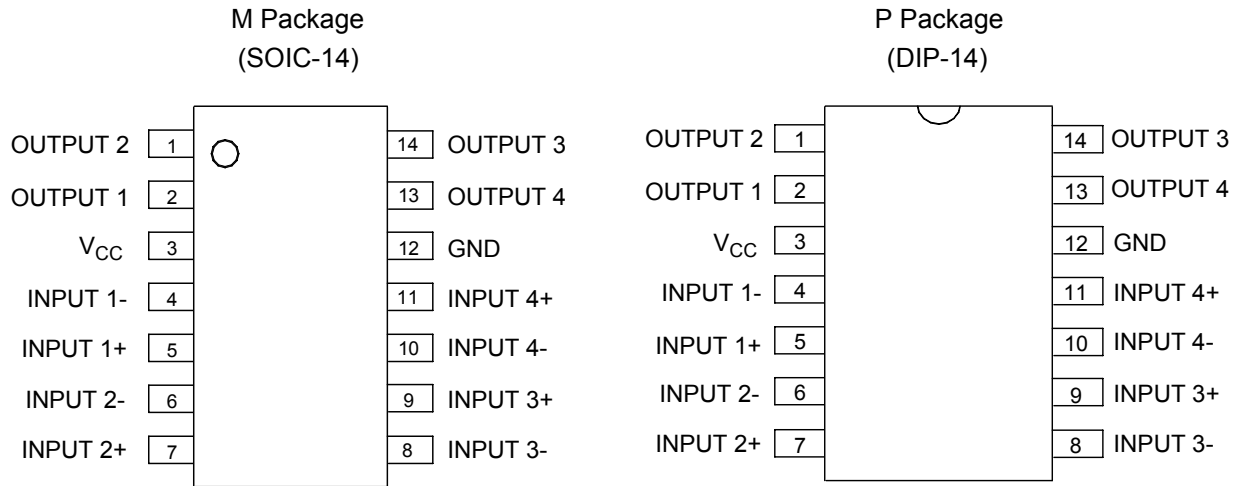 M Package
(SOIC-14)
OUTPUT 2 1 14 OUTPUT 3
OUTPUT 1 2 13 OUTPUT 4
VCC 3 12 GND
INPUT 1- 4 11 INPUT 4+
INPUT 1+ 5 10 INPUT 4-
INPUT 2- 6 9 INPUT 3+
INPUT 2+ 7 8 INPUT 3-
P Package
(DIP-14)
OUTPUT 2 1 14 OUTPUT 3
OUTPUT 1 2 13 OUTPUT 4
VCC 3 12 GND
INPUT 1- 4 11 INPUT 4+
INPUT 1+ 5 10 INPUT 4-
INPUT 2- 6 9 INPUT 3+
INPUT 2+ 7 8 INPUT 3-